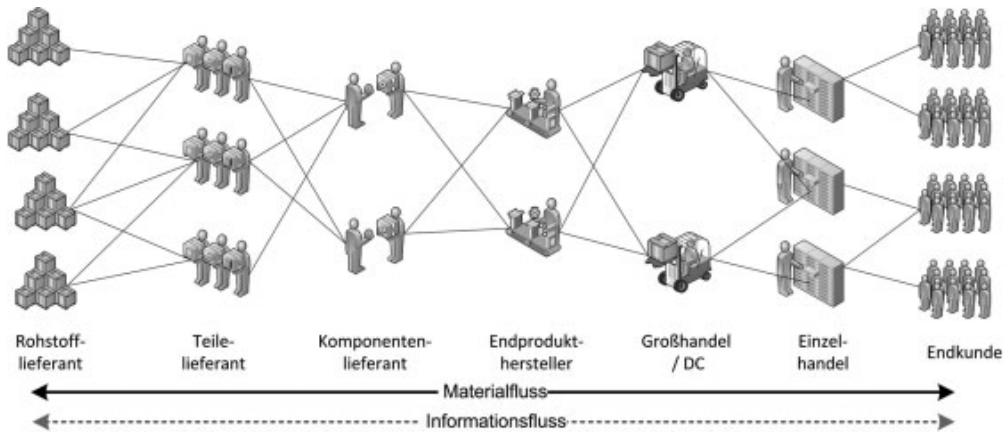 Rohstoff-
lieferant
Teile-
lieferant
Komponenten-
lieferant
Endprodukt-
hersteller
Großhandel
/ DC
Einzel-
handel
Endkunde
Materialfluss
Informationsfluss